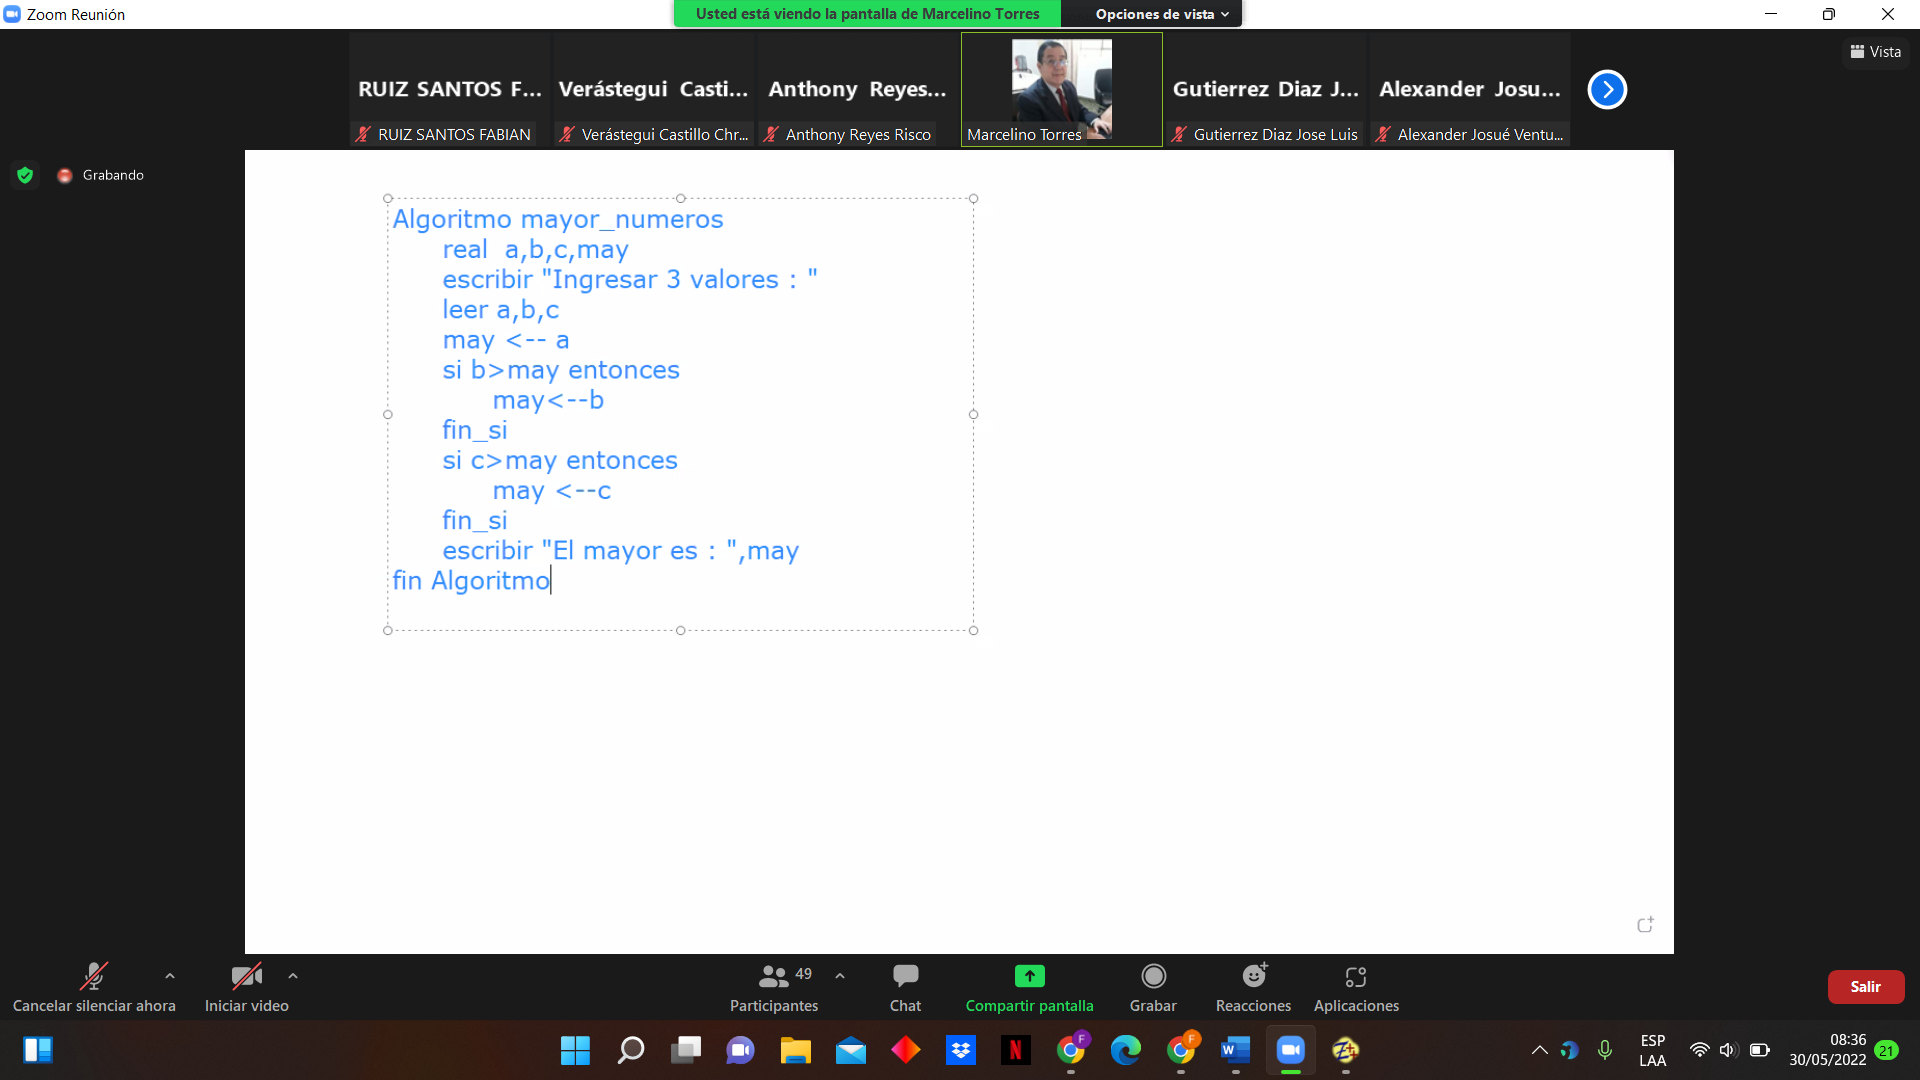 Zoom Reunión
Usted está viendo la pantalla de Marcelino Torres
Opciones de vista
Vista
RUIZ SANTOS F...
Verástegui Casti...
Anthony Reyes...
Gutierrez Diaz J...
Alexander Josu...
RUIZ SANTOS FABIAN
Verástegui Castillo Chr...
Anthony Reyes Risco
Marcelino Torres
Gutierrez Diaz Jose Luis
Alexander Josué Ventu...
Grabando
Algoritmo mayor_numeros
real a,b,c,may
escribir "Ingresar 3 valores : "
leer a,b,c
may <-- a
si b>may entonces
may<--b
fin_si
si c>may entonces
may <--c
fin_si
escribir "El mayor es : ",may
fin Algoritmo
Cancelar silenciar ahora
Iniciar video
49
Participantes
Chat
Compartir pantalla
Grabar
Reacciones
Aplicaciones
Salir
F
N
F
W
ESP
LAA
08:36
30/05/2022
21